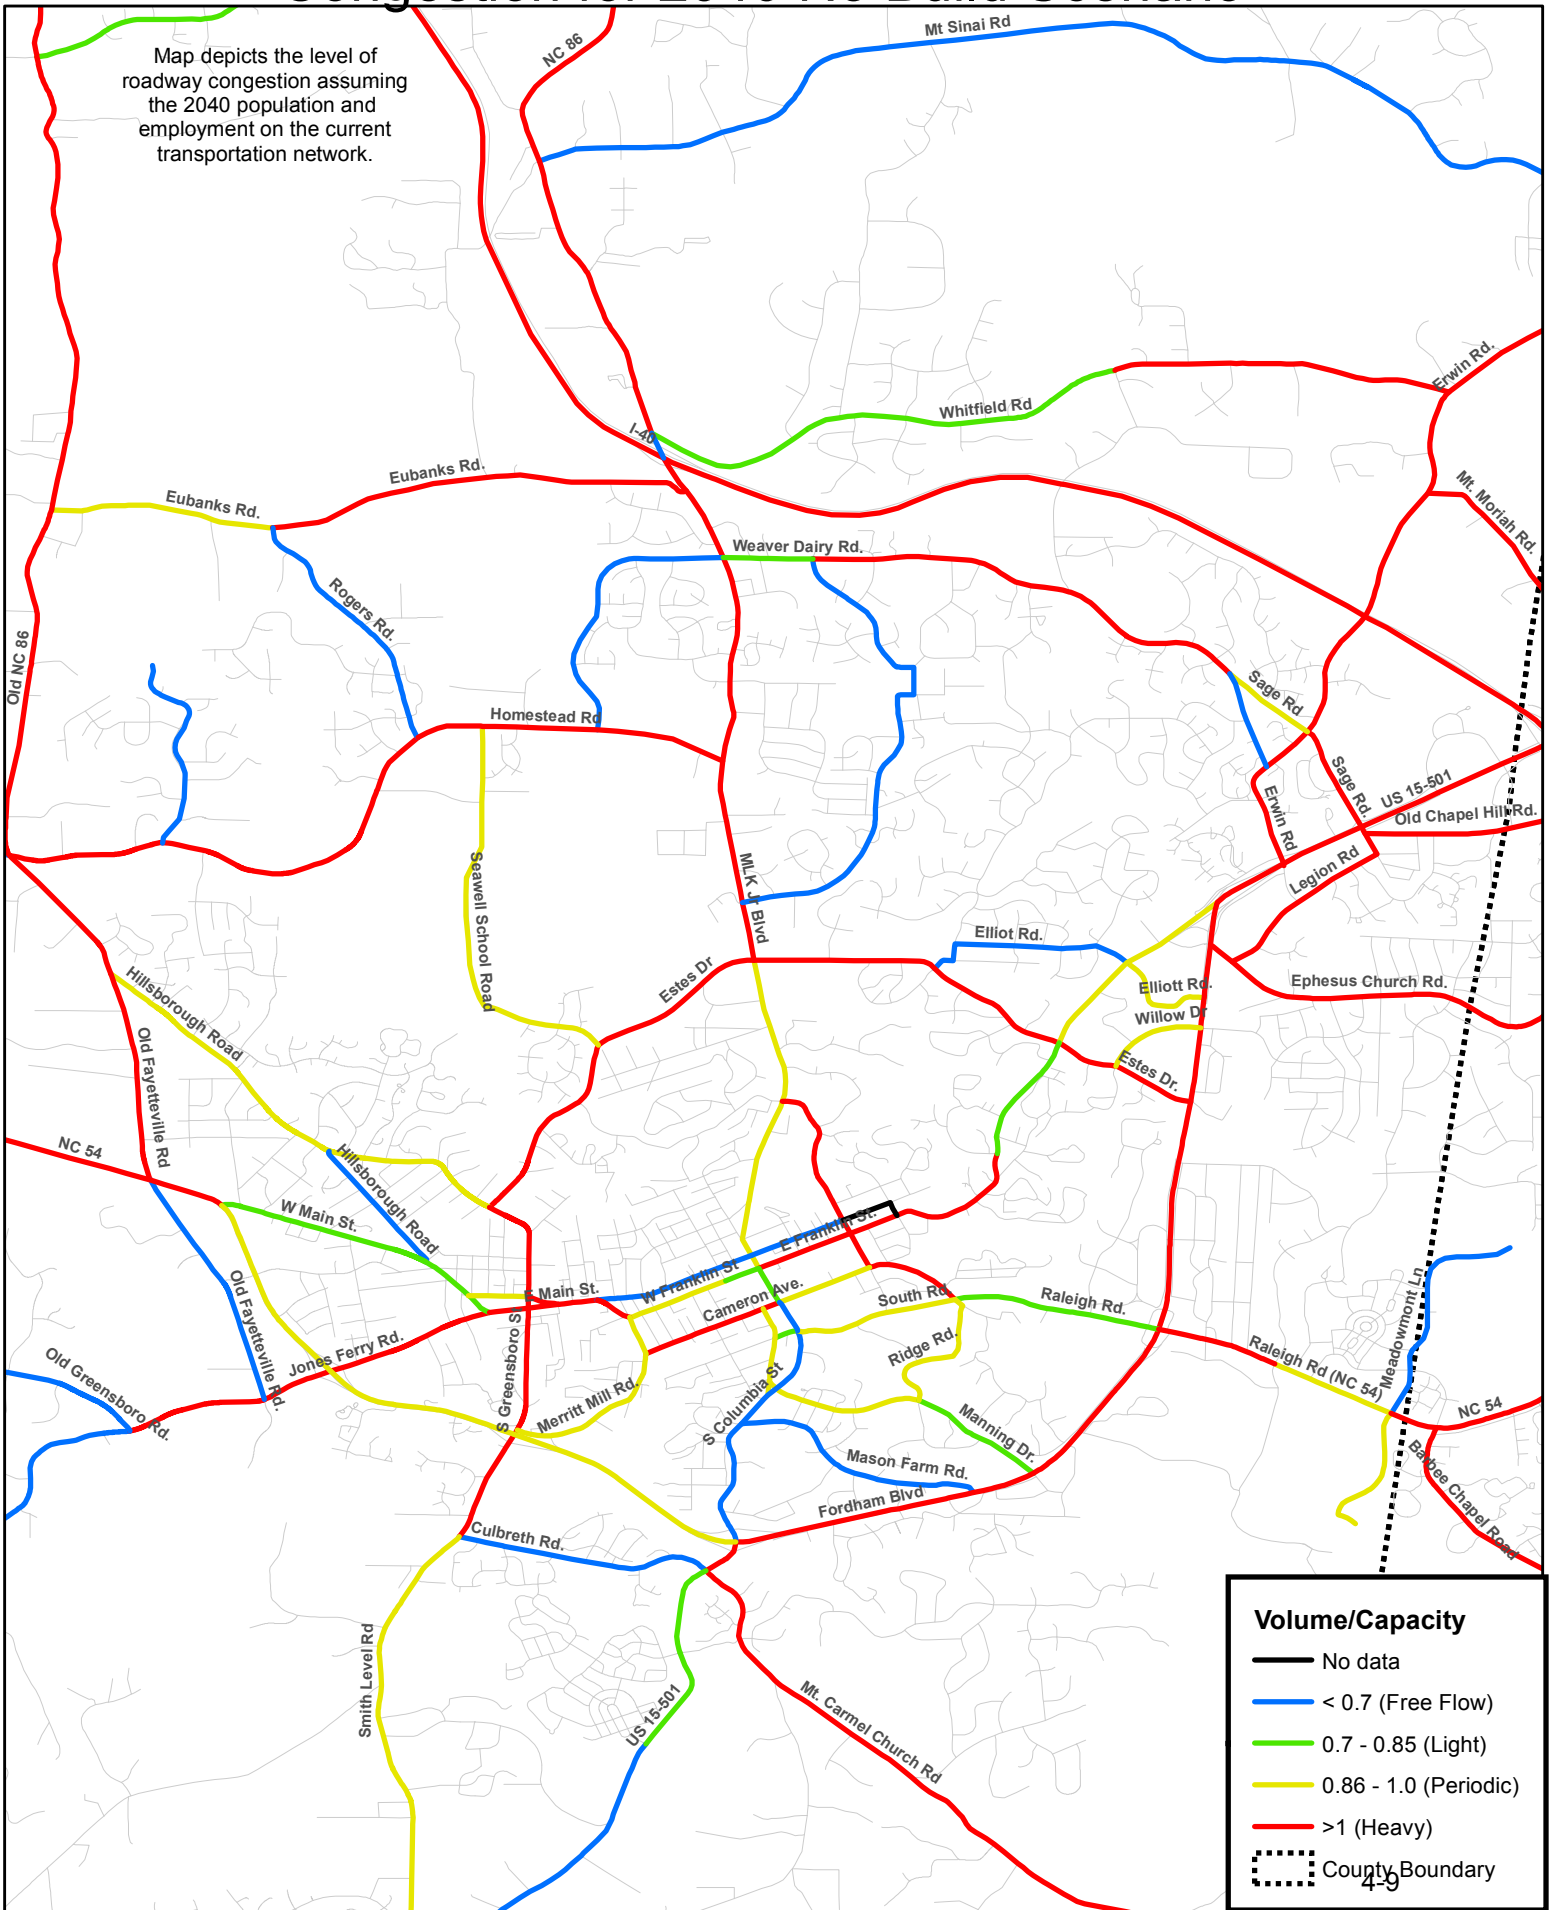 Congestion for 2040 No Build Scenario
Map depicts the level of
roadway congestion assuming
the 2040 population and
employment on the current
transportation network.
NC 86
Mt Sinai Rd
Erwin Rd.
Whitfield Rd
I-40
Eubanks Rd.
Eubanks Rd.
Mt. Moriah Rd.
Weaver Dairy Rd.
Rogers Rd.
Old NC 86
Homestead Rd
Sage Rd
Sage Rd.
US 15-501
Old Chapel Hill Rd.
Erwin Rd
Legion Rd
Seawell School Road
MLK Jr Blvd
Elliot Rd.
Estes Dr
Hillsborough Road
Elliott Rd.
Ephesus Church Rd.
Willow Dr
Estes Dr.
Old Fayetteville Rd
NC 54
Hillsborough Road
W Main St.
E Franklin St.
Old Fayetteville Rd.
E Main St.
W Franklin St
Cameron Ave.
South Rd
Raleigh Rd.
Meadowmont Ln
Jones Ferry Rd.
Old Greensboro Rd.
S Greensboro St
Ridge Rd.
Raleigh Rd (NC 54)
Merritt Mill Rd.
S Columbia St
Manning Dr.
NC 54
Mason Farm Rd.
Barbee Chapel Road
Fordham Blvd
Culbreth Rd.
Smith Level Rd
US 15-501
Mt. Carmel Church Rd
Volume/Capacity
No data
< 0.7 (Free Flow)
0.7 - 0.85 (Light)
0.86 - 1.0 (Periodic)
>1 (Heavy)
County Boundary
4-9